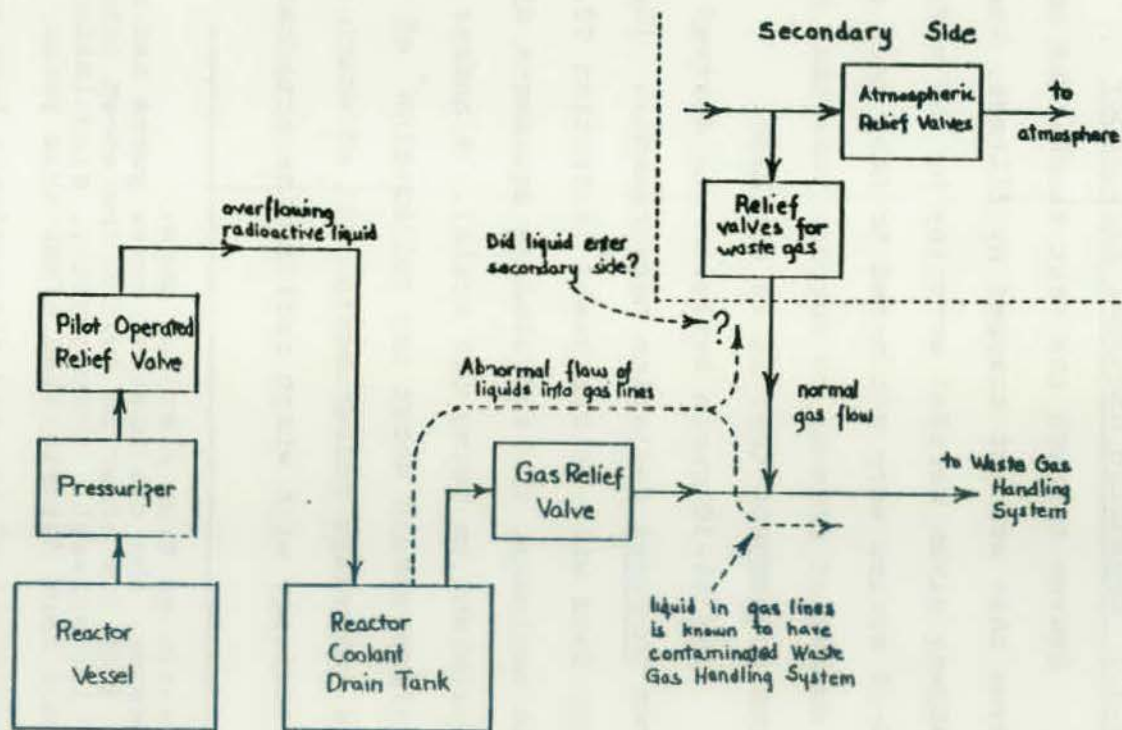 Secondary Side
Atmospheric
Relief Valves
to
atmosphere
Relief
valves for
waste gas
overflowing
radioactive liquid
Did liquid enter
secondary side?
?
Pilot Operated
Relief Valve
Abnormal flow of
liquids into gas lines
normal
gas flow
Pressurizer
Gas Relief
Valve
to Waste Gas
Handling
System
Reactor
Vessel
Reactor
Coolant
Drain Tank
liquid in gas lines
is known to have
contaminated Waste
Gas Handling System